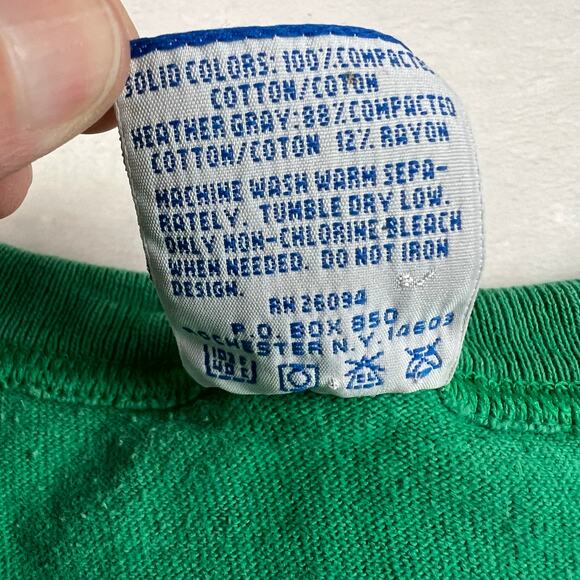 SOLID COLORS: 100% COMPACTED
COTTON/COTON
HEATHER GRAY: 88% COMPACTED
COTTON/COTON 12% RAYON
MACHINE WASH WARM SEPA-
RATELY. TUMBLE DRY LOW.
ONLY NON-CHLORINE BLEACH
WHEN NEEDED. DO NOT IRON
DESIGN.
RN 26094
P.O. BOX 850
ROCHESTER N.Y. 14603